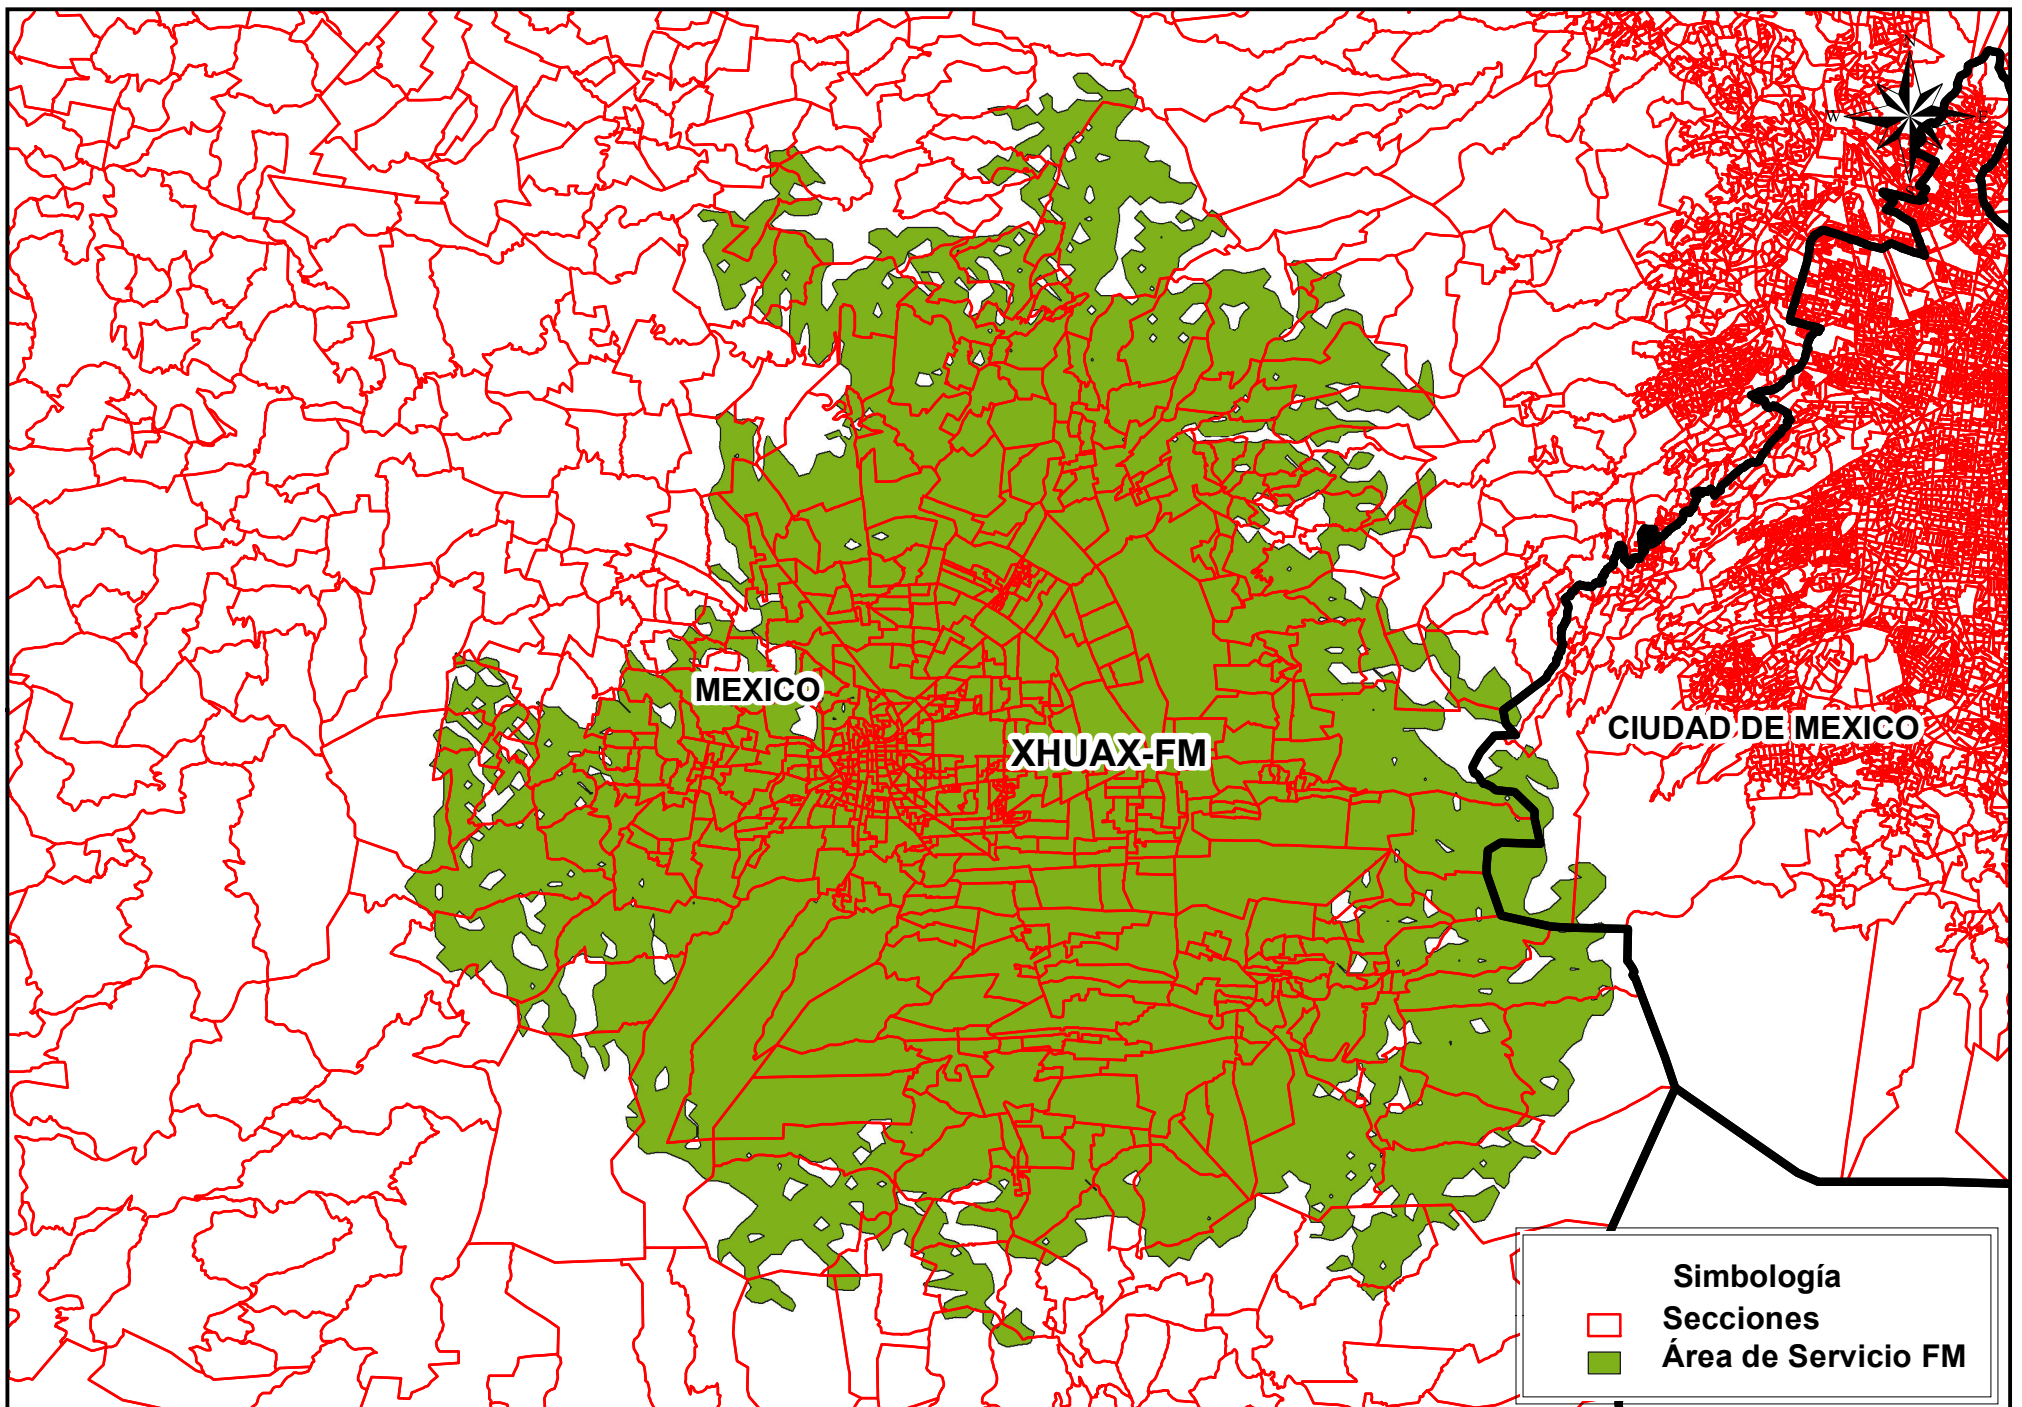 N
W
E
MEXICO
CIUDAD DE MEXICO
XHUAX-FM
Simbología
Secciones
Área de Servicio FM